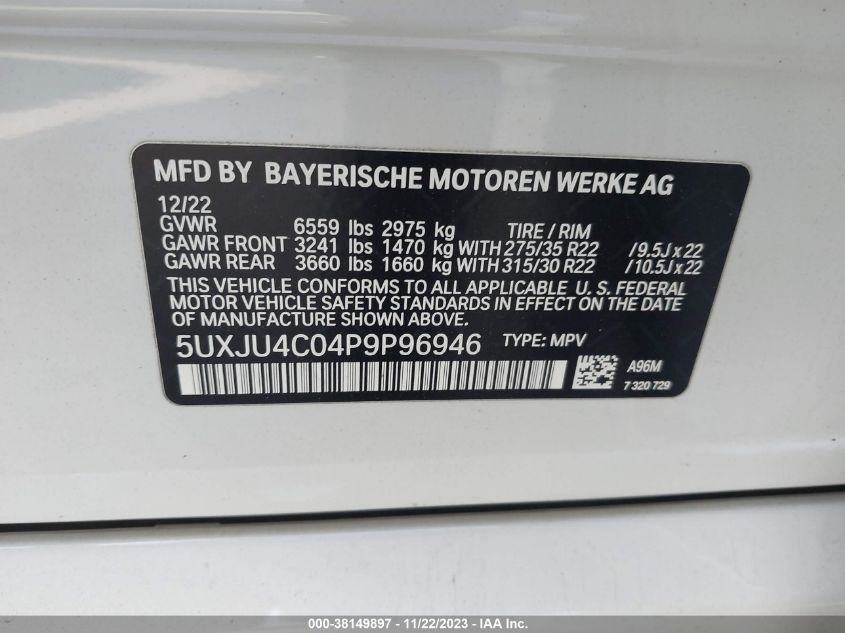 MFD BY BAYERISCHE MOTOREN WERKE AG
12/22
GVWR 6559 lbs 2975 kg TIRE / RIM
GAWR FRONT 3241 lbs 1470 kg WITH 275/35 R22 /9.5J x 22
GAWR REAR 3660 lbs 1660 kg WITH 315/30 R22 /10.5J x 22
THIS VEHICLE CONFORMS TO ALL APPLICABLE U. S. FEDERAL
MOTOR VEHICLE SAFETY STANDARDS IN EFFECT ON THE DATE
OF MANUFACTURE SHOWN ABOVE.
5UXJU4C04P9P96946 TYPE: MPV
A96M
7 320 729
000-38149897 - 11/22/2023 - IAA Inc.